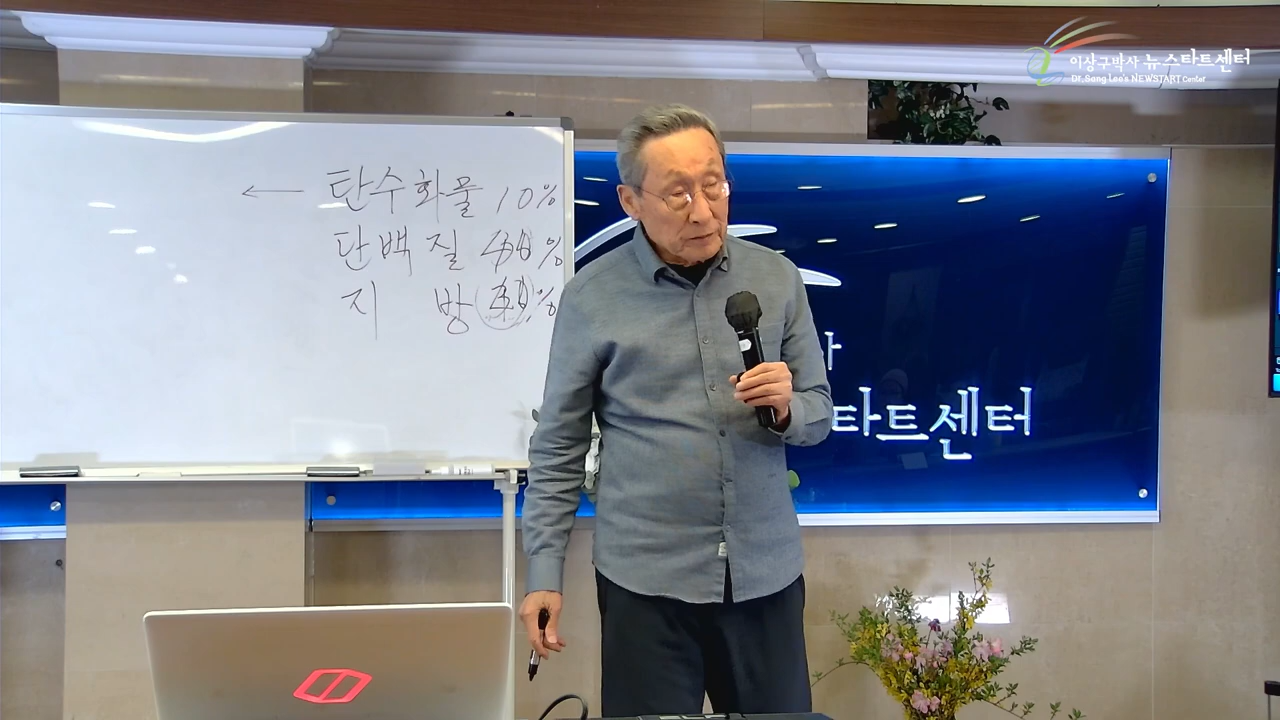 이상구박사 뉴스타트센터
Dr. Sang Lee's NEWSTART Center
← 탄수화물 10%
단백질 %
지 방 %
타트센터